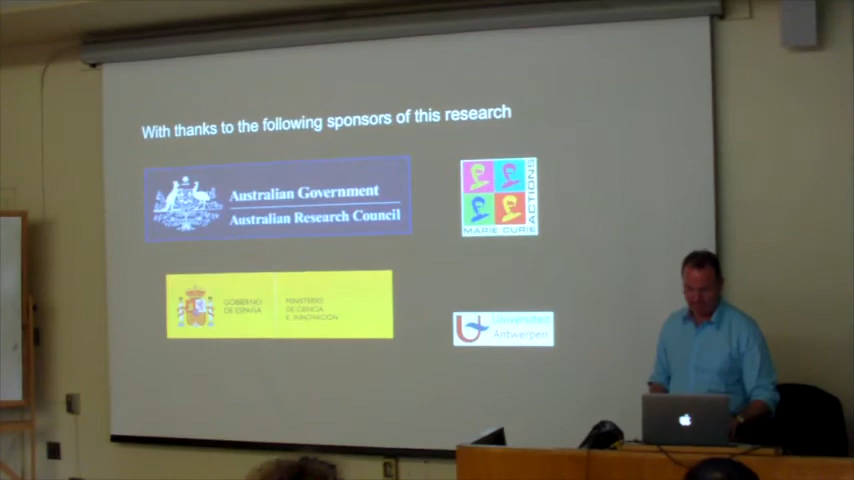 With thanks to the following sponsors of this research
Australian Government
Australian Research Council
MARIE CURIE
ACTIONS
GOBIERNO
DE ESPAÑA
MINISTERIO
DE CIENCIA
E INNOVACIÓN
Universiteit
Antwerpen